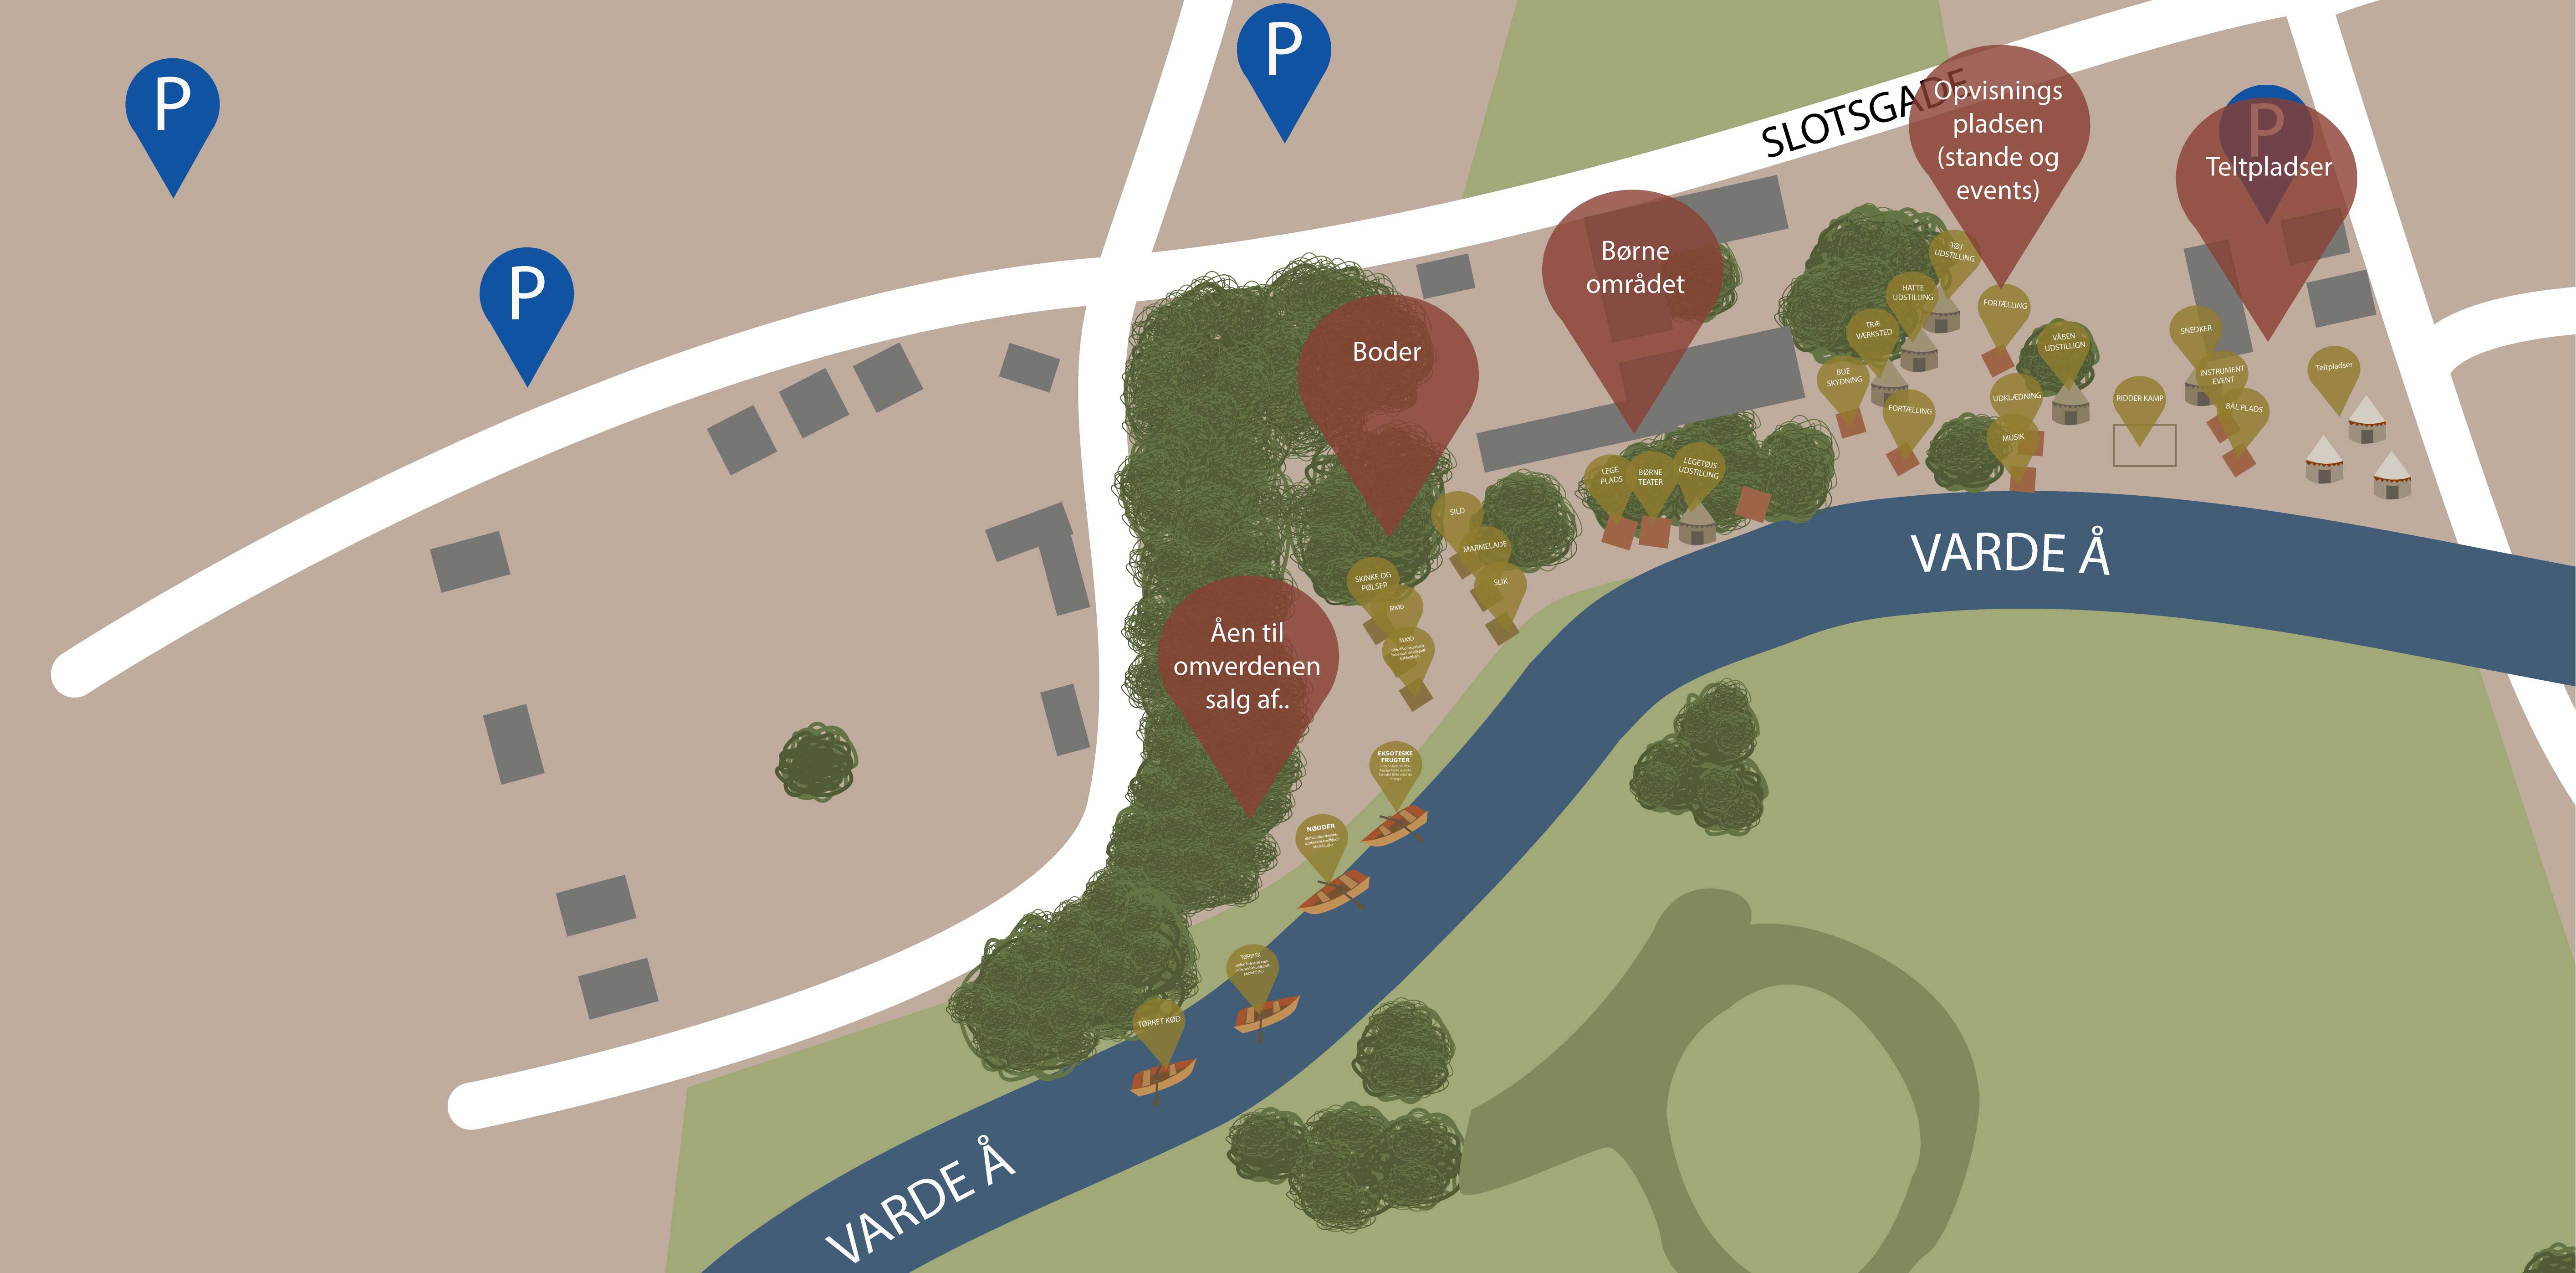 P
P
P
P
SLOTSGADE
Opvisnings
pladsen
(stande og
events)
Teltpladser
Børne
området
Boder
Åen til
omverdenen
salg af..
TØJ
UDSTILLING
HATTE
UDSTILLING
TRÆ
VÆRKSTED
BUE
SKYDNING
FORTÆLLING
FORTÆLLING
VÅBEN
UDSTILLIGN
UDKLÆDNING
MUSIK
RIDDER KAMP
SNEDKER
INSTRUMENT
EVENT
BÅL PLADS
Teltpladser
LEGE
PLADS
BØRNE
TEATER
LEGETØJS
UDSTILLING
SILD
MARMELADE
SLIK
SKINKE OG
PØLSER
BRØD
MJØD
EKSOTISKE
FRUGTER
NØDDER
TØRFISK
TØRRET KØD
VARDE Å
VARDE Å